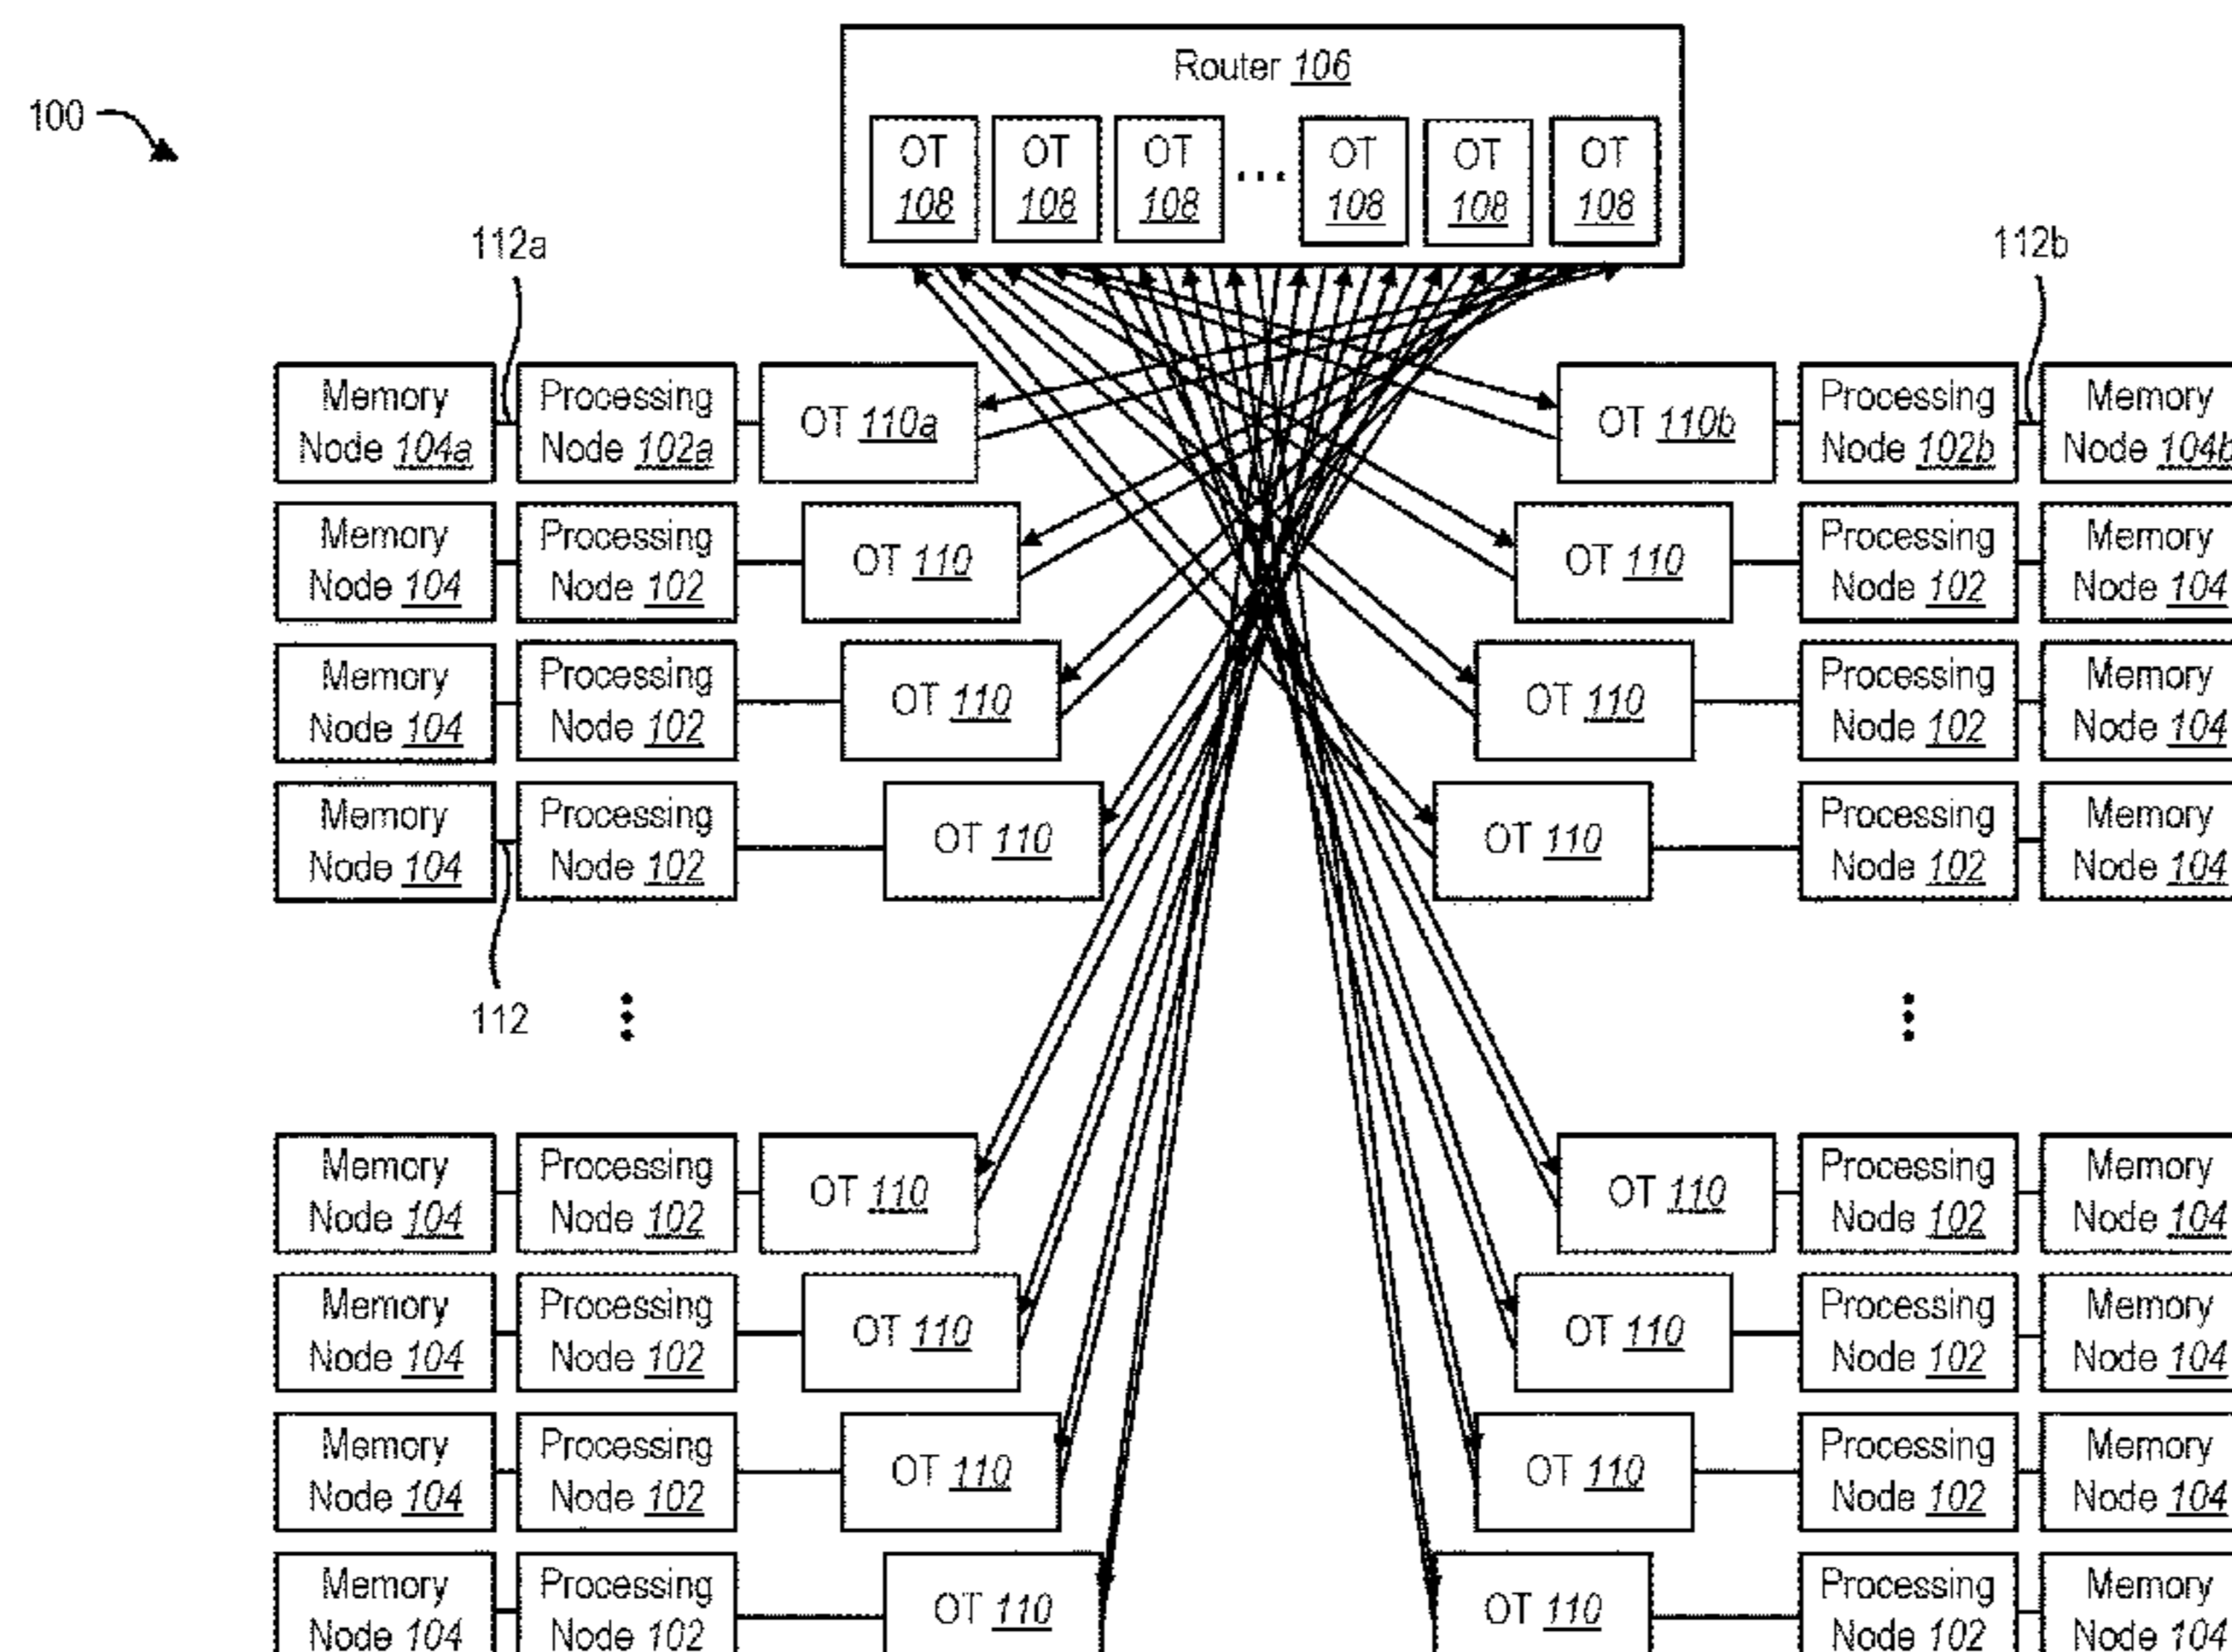 Router 106
100
OT OT OT ... OT OT OT
108 108 108 108 108 108
112a 112b
Memory Processing OT 110a OT 110b Processing Memory
Node 104a Node 102a Node 102b Node 104b
Memory Processing OT 110 OT 110 Processing Memory
Node 104 Node 102 Node 102 Node 104
Memory Processing OT 110 OT 110 Processing Memory
Node 104 Node 102 Node 102 Node 104
Memory Processing OT 110 OT 110 Processing Memory
Node 104 Node 102 Node 102 Node 104
112
Memory Processing OT 110 OT 110 Processing Memory
Node 104 Node 102 Node 102 Node 104
Memory Processing OT 110 OT 110 Processing Memory
Node 104 Node 102 Node 102 Node 104
Memory Processing OT 110 OT 110 Processing Memory
Node 104 Node 102 Node 102 Node 104
Memory Processing OT 110 OT 110 Processing Memory
Node 104 Node 102 Node 102 Node 104